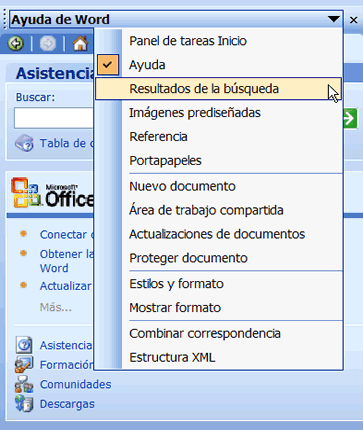 Ayuda de Word
Panel de tareas Inicio
Ayuda
Resultados de la búsqueda
Imágenes prediseñadas
Referencia
Portapapeles
Nuevo documento
Área de trabajo compartida
Actualizaciones de documentos
Proteger documento
Estilos y formato
Mostrar formato
Combinar correspondencia
Estructura XML
Asistencia
Buscar:
Tabla de c
Microsoft
Office
Conectar
Obtener la
Word
Actualizar
Más...
Asistencia
Formación
Comunidades
Descargas